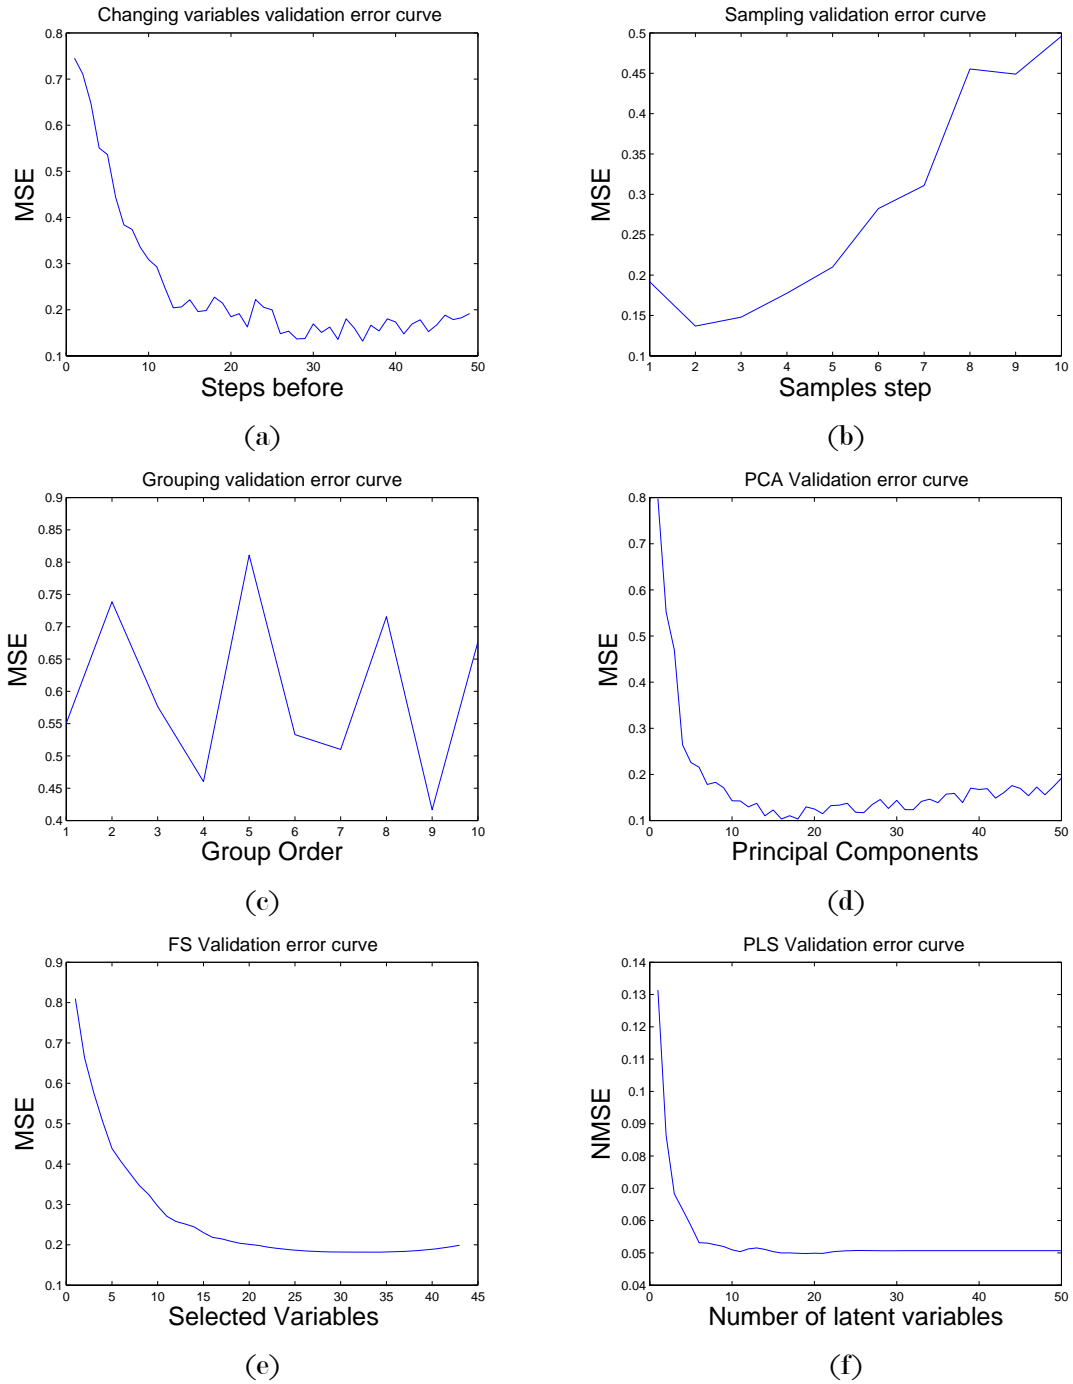 Changing variables validation error curve
0.8
0.7
0.6
0.5
0.4
0.3
0.2
0.1
MSE
0 10 20 30 40 50
Steps before
(a)
Sampling validation error curve
0.5
0.45
0.4
0.35
0.3
0.25
0.2
0.15
0.1
MSE
1 2 3 4 5 6 7 8 9 10
Samples step
(b)
Grouping validation error curve
0.9
0.85
0.8
0.75
0.7
0.65
0.6
0.55
0.5
0.45
0.4
MSE
1 2 3 4 5 6 7 8 9 10
Group Order
(c)
PCA Validation error curve
0.8
0.7
0.6
0.5
0.4
0.3
0.2
0.1
MSE
0 10 20 30 40 50
Principal Components
(d)
FS Validation error curve
0.9
0.8
0.7
0.6
0.5
0.4
0.3
0.2
0.1
MSE
0 5 10 15 20 25 30 35 40 45
Selected Variables
(e)
PLS Validation error curve
0.14
0.13
0.12
0.11
0.1
0.09
0.08
0.07
0.06
0.05
0.04
NMSE
0 10 20 30 40 50
Number of latent variables
(f)